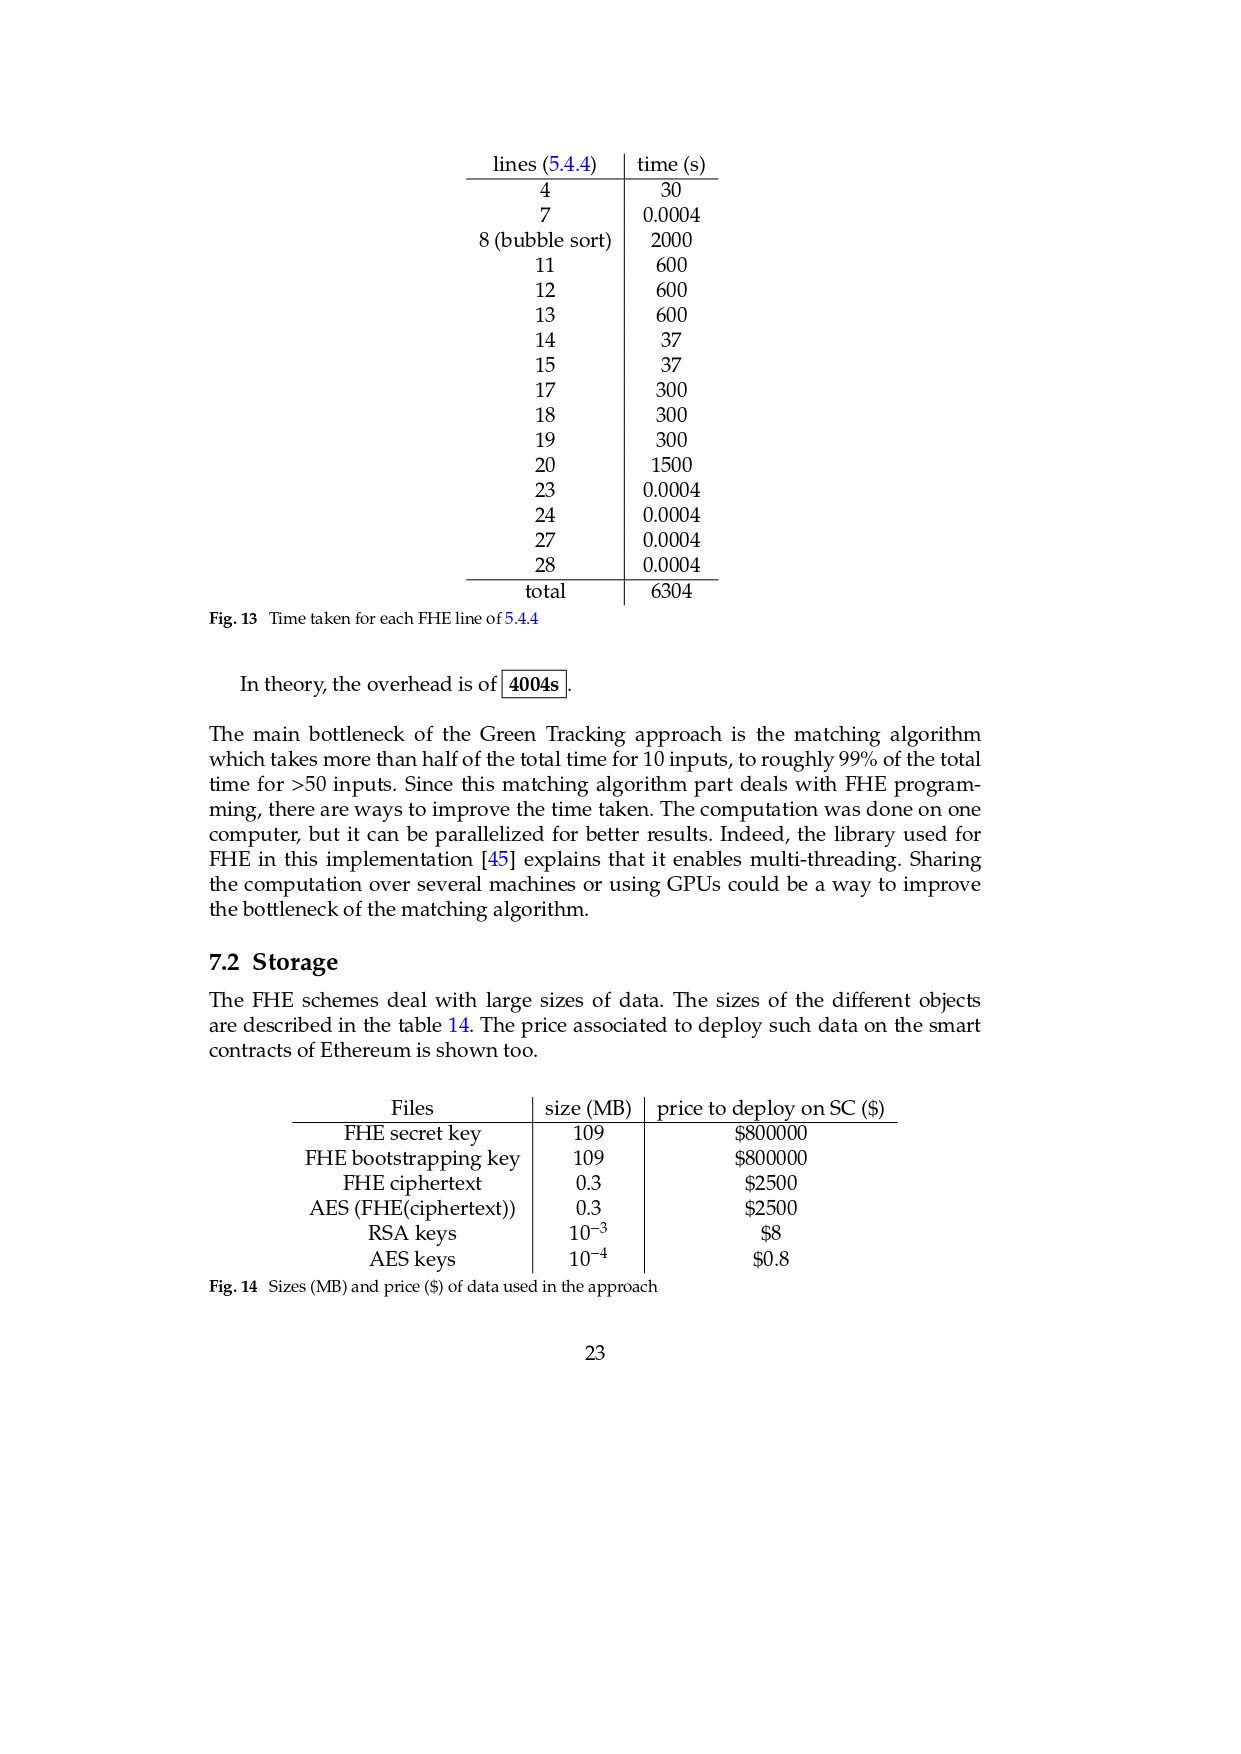 lines (5.4.4) time (s)
4 30
7 0.0004
8 (bubble sort) 2000
11 600
12 600
13 600
14 37
15 37
17 300
18 300
19 300
20 1500
23 0.0004
24 0.0004
27 0.0004
28 0.0004
total 6304
Fig. 13 Time taken for each FHE line of 5.4.4
In theory, the overhead is of 4004s.
The main bottleneck of the Green Tracking approach is the matching algorithm
which takes more than half of the total time for 10 inputs, to roughly 99% of the total
time for >50 inputs. Since this matching algorithm part deals with FHE program-
ming, there are ways to improve the time taken. The computation was done on one
computer, but it can be parallelized for better results. Indeed, the library used for
FHE in this implementation [45] explains that it enables multi-threading. Sharing
the computation over several machines or using GPUs could be a way to improve
the bottleneck of the matching algorithm.
7.2 Storage
The FHE schemes deal with large sizes of data. The sizes of the different objects
are described in the table 14. The price associated to deploy such data on the smart
contracts of Ethereum is shown too.
Files size (MB) price to deploy on SC ($)
FHE secret key 109 $800000
FHE bootstrapping key 109 $800000
FHE ciphertext 0.3 $2500
AES (FHE(ciphertext)) 0.3 $2500
RSA keys 10⁻³ $8
AES keys 10⁻⁴ $0.8
Fig. 14 Sizes (MB) and price ($) of data used in the approach
23